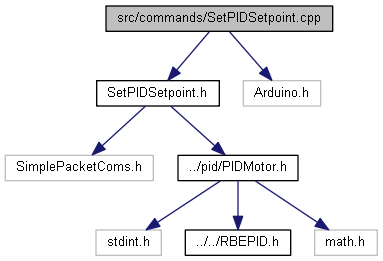 src/commands/SetPIDSetpoint.cpp
SetPIDSetpoint.h
Arduino.h
SimplePacketComs.h
../pid/PIDMotor.h
stdint.h
../../RBEPID.h
math.h